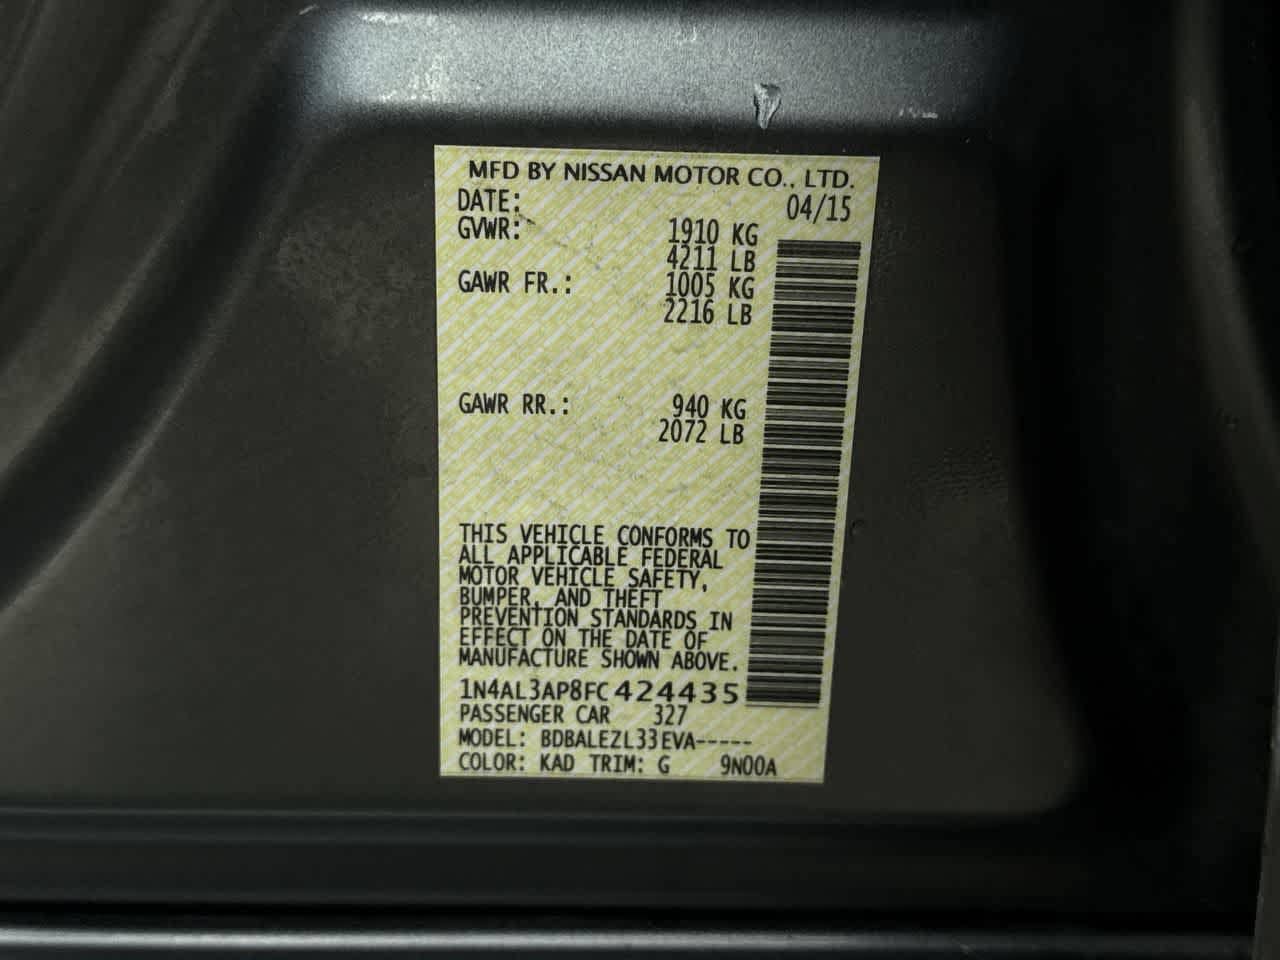 MFD BY NISSAN MOTOR CO., LTD.
DATE: 04/15
GVWR: 1910 KG
4211 LB
GAWR FR.: 1005 KG
2216 LB
GAWR RR.: 940 KG
2072 LB
THIS VEHICLE CONFORMS TO
ALL APPLICABLE FEDERAL
MOTOR VEHICLE SAFETY,
BUMPER, AND THEFT
PREVENTION STANDARDS IN
EFFECT ON THE DATE OF
MANUFACTURE SHOWN ABOVE.
1N4AL3AP8FC424435
PASSENGER CAR 327
MODEL: BDBALEZL33EVA-----
COLOR: KAD TRIM: G 9N00A